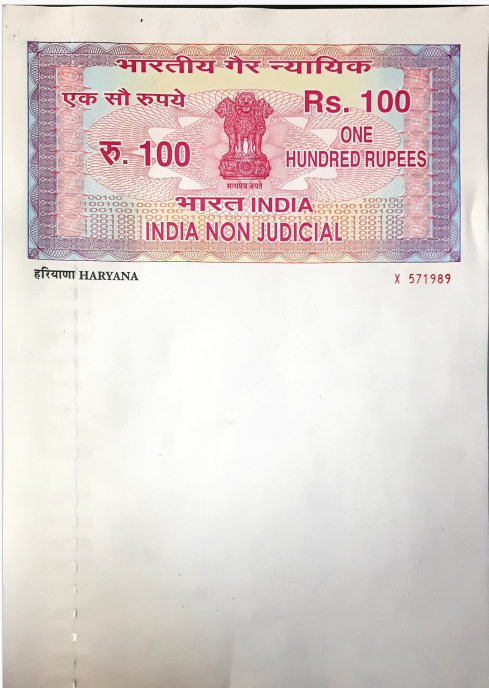 भारतीय गैर न्यायिक
एक सौ रुपये Rs. 100
रु. 100 ONE
HUNDRED RUPEES
सत्यमेव जयते
भारत INDIA
INDIA NON JUDICIAL
हरियाणा HARYANA X 571989